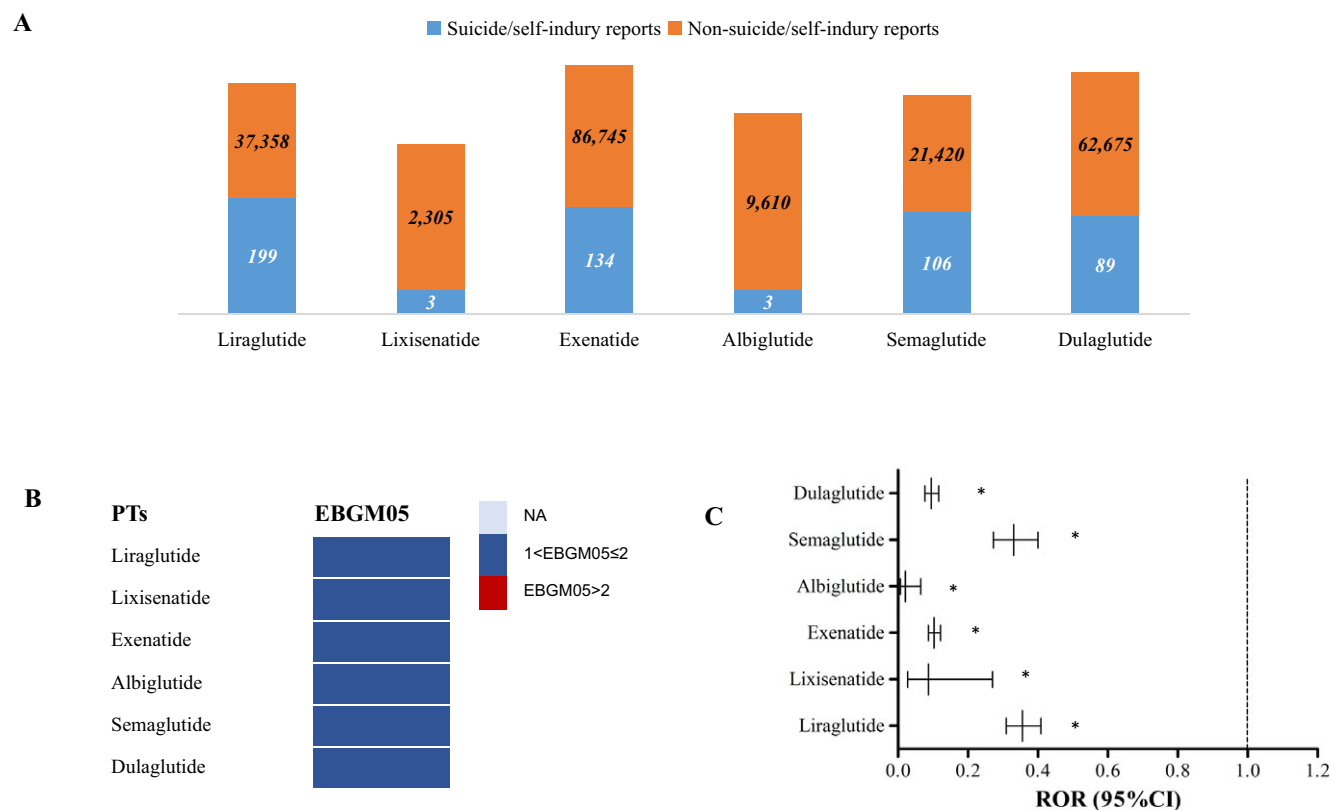 A
Suicide/self-indury reports Non-suicide/self-indury reports
37,358 2,305 86,745 9,610 21,420 62,675
199 3 134 3 106 89
Liraglutide Lixisenatide Exenatide Albiglutide Semaglutide Dulaglutide
B
PTs EBGM05
Liraglutide
Lixisenatide
Exenatide
Albiglutide
Semaglutide
Dulaglutide
NA
1<EBGM05≤2
EBGM05>2
C
Dulaglutide *
Semaglutide *
Albiglutide *
Exenatide *
Lixisenatide *
Liraglutide *
0.0 0.2 0.4 0.6 0.8 1.0 1.2
ROR (95%CI)